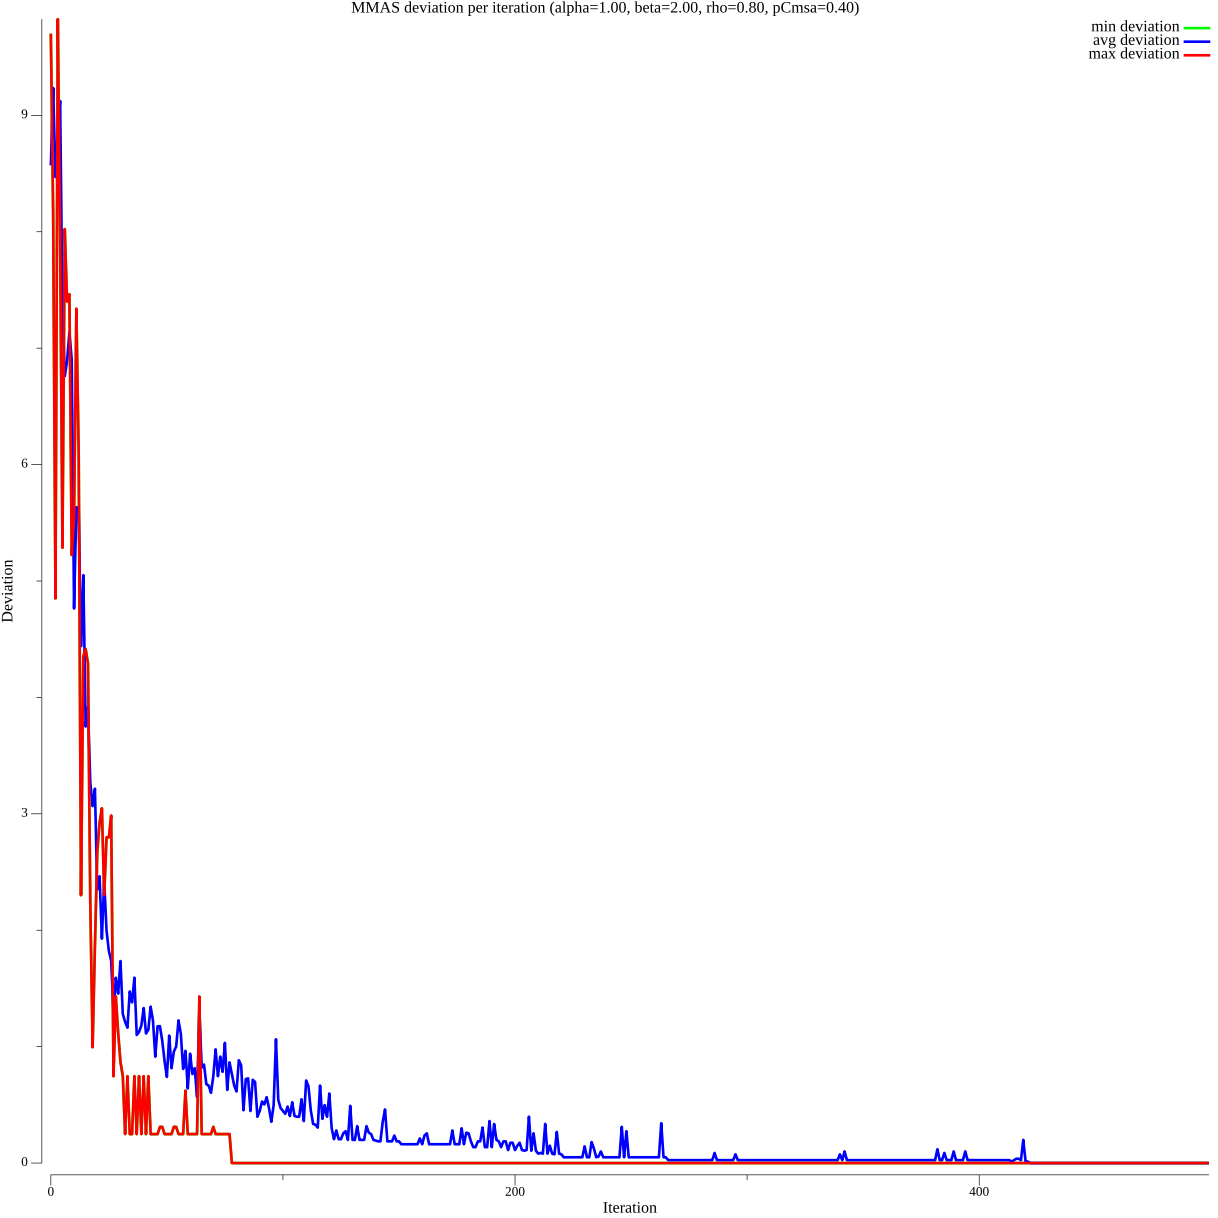 MMAS deviation per iteration (alpha=1.00, beta=2.00, rho=0.80, pCmsa=0.40)
min deviation
avg deviation
max deviation
9
6
3
0
Deviation
0
200
400
Iteration